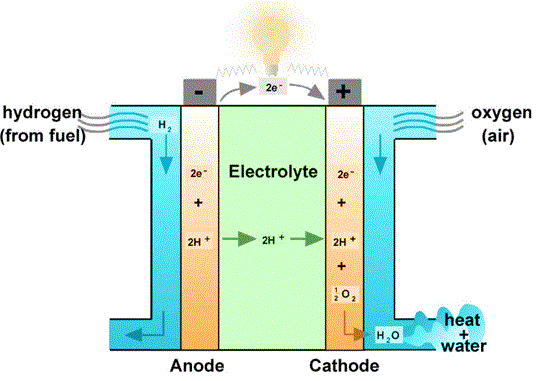 -
2e-
+
hydrogen
(from fuel)
H2
oxygen
(air)
Electrolyte
2e-
+
2H+
2H+
2e-
+
2H+
+
½O2
H2O
heat
+
water
Anode
Cathode